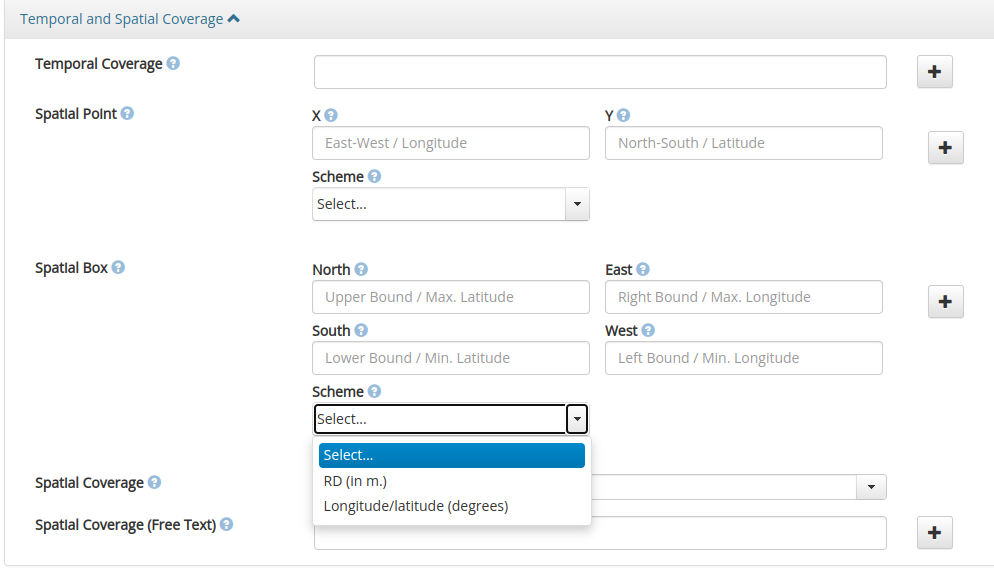 Temporal and Spatial Coverage
Temporal Coverage
Spatial Point
X
Y
East-West / Longitude
North-South / Latitude
Scheme
Select...
Spatial Box
North
East
Upper Bound / Max. Latitude
Right Bound / Max. Longitude
South
West
Lower Bound / Min. Latitude
Left Bound / Min. Longitude
Scheme
Select...
Select...
RD (in m.)
Longitude/latitude (degrees)
Spatial Coverage
Spatial Coverage (Free Text)